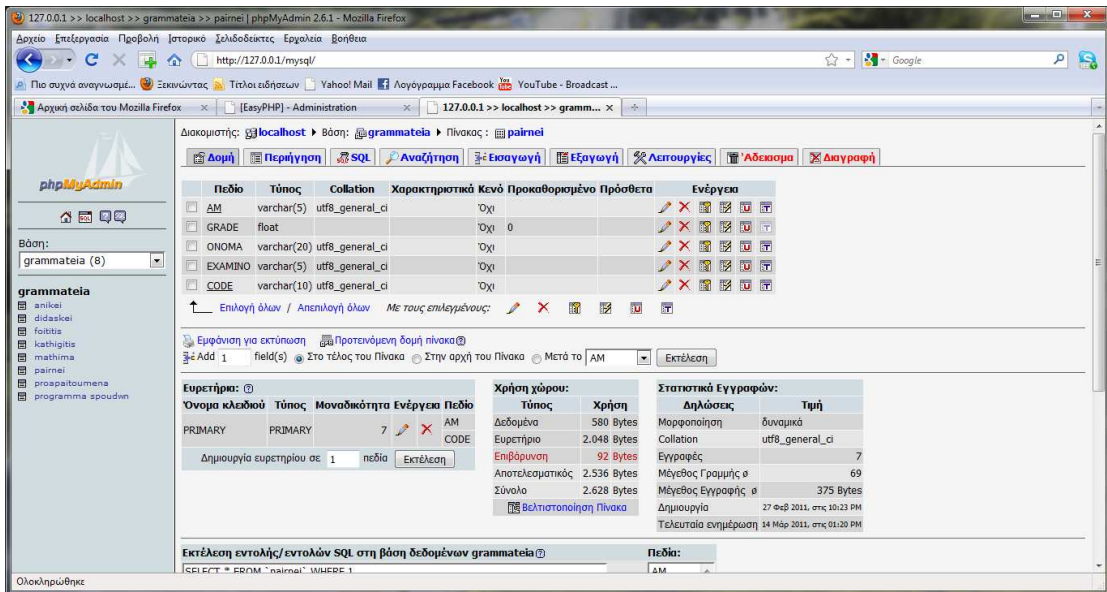 127.0.0.1 >> localhost >> grammateia >> pairnei | phpMyAdmin 2.6.1 - Mozilla Firefox
Αρχείο Επεξεργασία Προβολή Ιστορικό Σελιδοδείκτες Εργαλεία Βοήθεια
http://127.0.0.1/mysql/
Google
Πιο συχνά αναγνωσμέ... Ξεκινώντας Τίτλοι ειδήσεων Yahoo! Mail Λογόγραμμα Facebook YouTube - Broadcast ...
Αρχική σελίδα του Mozilla Firefox [EasyPHP] - Administration 127.0.0.1 >> localhost >> gramm...
phpMyAdmin
SQL
Βάση:
grammateia (8)
grammateia
anikei
didaskei
foititis
kathigitis
mathima
pairnei
proapaitoumena
programma spoudwn
Διακομιστής: localhost Βάση: grammateia Πίνακας : pairnei
Δομή Περιήγηση SQL Αναζήτηση Εισαγωγή Εξαγωγή Λειτουργίες 'Αδειασμα Διαγραφή
Πεδίο Τύπος Collation Χαρακτηριστικά Κενό Προκαθορισμένο Πρόσθετα Ενέργεια
AM varchar(5) utf8_general_ci 'Οχι
GRADE float 'Οχι 0
ONOMA varchar(20) utf8_general_ci 'Οχι
EXAMINO varchar(5) utf8_general_ci 'Οχι
CODE varchar(10) utf8_general_ci 'Οχι
Επιλογή όλων / Απεπιλογή όλων Με τους επιλεγμένους:
Εμφάνιση για εκτύπωση Προτεινόμενη δομή πίνακα
Add 1 field(s) Στο τέλος του Πίνακα Στην αρχή του Πίνακα Μετά το AM Εκτέλεση
Ευρετήρια:
Όνομα κλειδιού Τύπος Μοναδικότητα Ενέργεια Πεδίο
PRIMARY PRIMARY 7 AM
CODE
Δημιουργία ευρετηρίου σε 1 πεδία Εκτέλεση
Χρήση χώρου:
Τύπος Χρήση
Δεδομένα 580 Bytes
Ευρετήριο 2.048 Bytes
Επιβάρυνση 92 Bytes
Αποτελεσματικός 2.536 Bytes
Σύνολο 2.628 Bytes
Βελτιστοποίηση Πίνακα
Στατιστικά Εγγραφών:
Δηλώσεις Τιμή
Μορφοποίηση δυναμικά
Collation utf8_general_ci
Εγγραφές 7
Μέγεθος Γραμμής ø 69
Μέγεθος Εγγραφής ø 375 Bytes
Δημιουργία 27 Φεβ 2011, στις 10:23 PM
Τελευταία ενημέρωση 14 Μάρ 2011, στις 01:20 PM
Εκτέλεση εντολής/εντολών SQL στη βάση δεδομένων grammateia
Πεδία:
SELECT * FROM `pairnei` WHERE 1
AM
Ολοκληρώθηκε